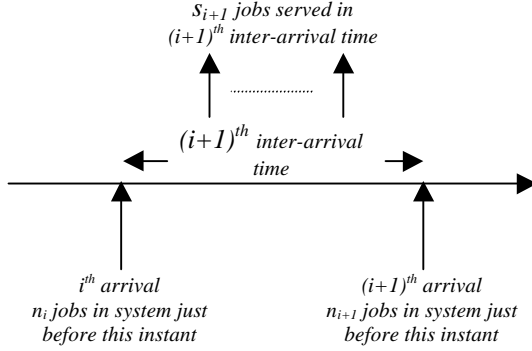 s_{i+1} jobs served in
(i+1)^{th} inter-arrival time
(i+1)^{th} inter-arrival
time
i^{th} arrival
n_i jobs in system just
before this instant
(i+1)^{th} arrival
n_{i+1} jobs in system just
before this instant